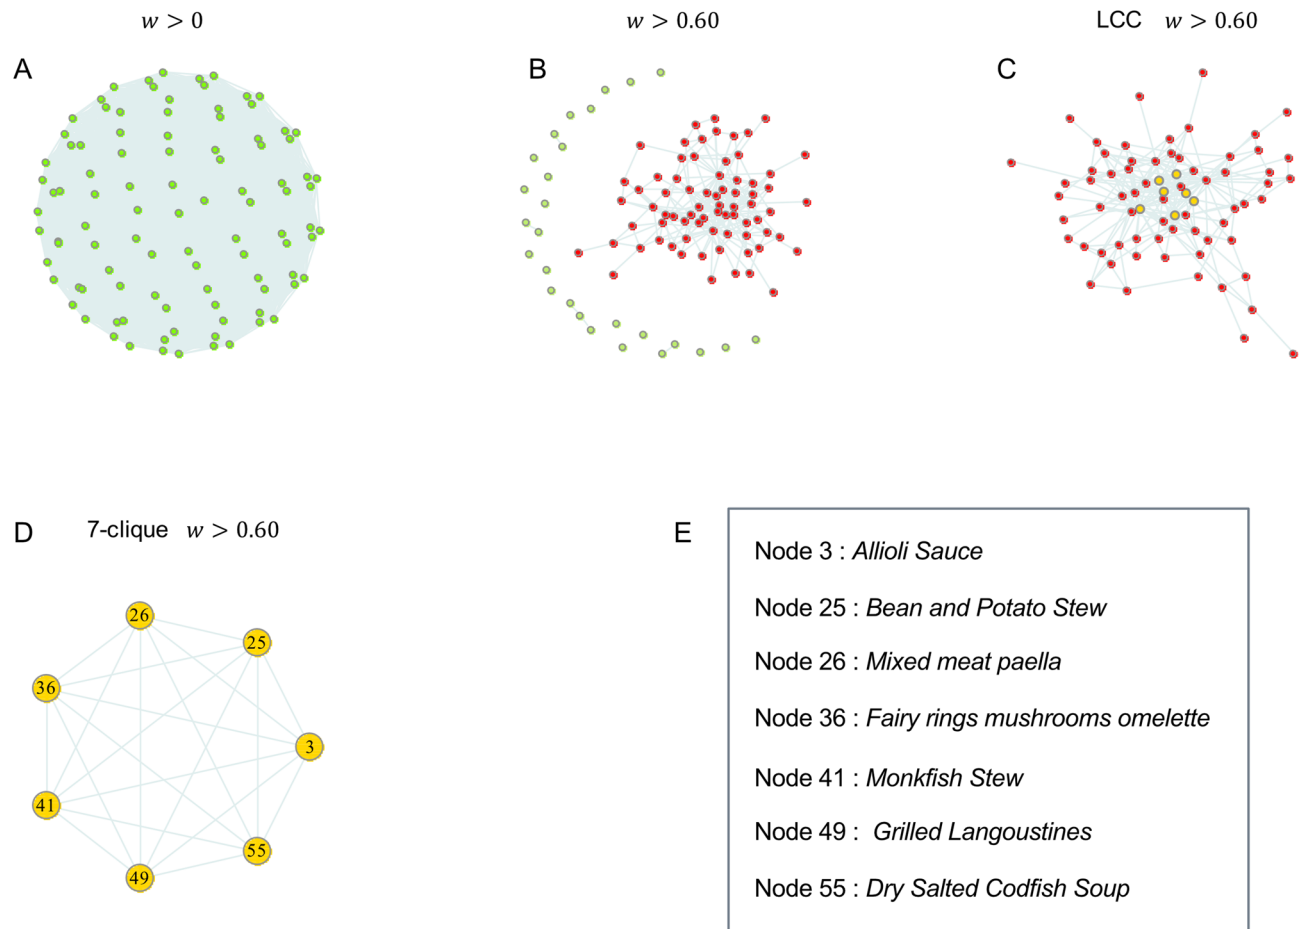 w > 0
w > 0.60
LCC w > 0.60
A
B
C
D 7-clique w > 0.60
26
25
36
3
41
55
49
E
Node 3 : Allioli Sauce
Node 25 : Bean and Potato Stew
Node 26 : Mixed meat paella
Node 36 : Fairy rings mushrooms omelette
Node 41 : Monkfish Stew
Node 49 : Grilled Langoustines
Node 55 : Dry Salted Codfish Soup